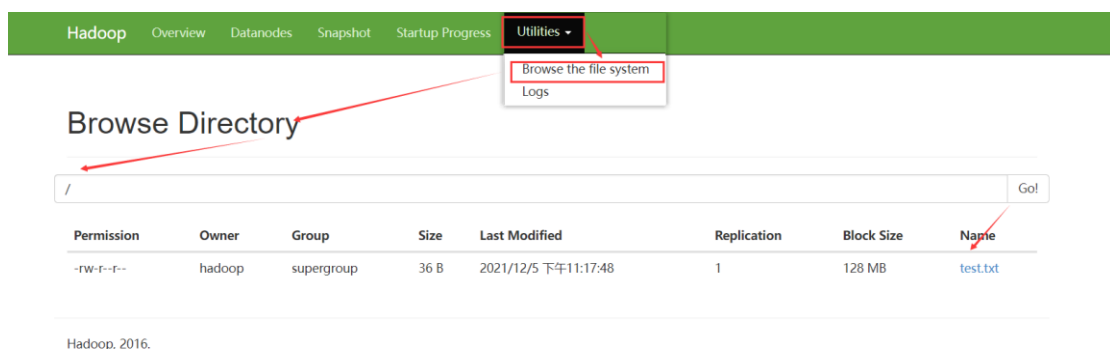 Hadoop Overview Datanodes Snapshot Startup Progress Utilities
Browse the file system
Logs
Browse Directory
/ Go!
Permission Owner Group Size Last Modified Replication Block Size Name
-rw-r--r-- hadoop supergroup 36 B 2021/12/5 下午11:17:48 1 128 MB test.txt
Hadoop, 2016.